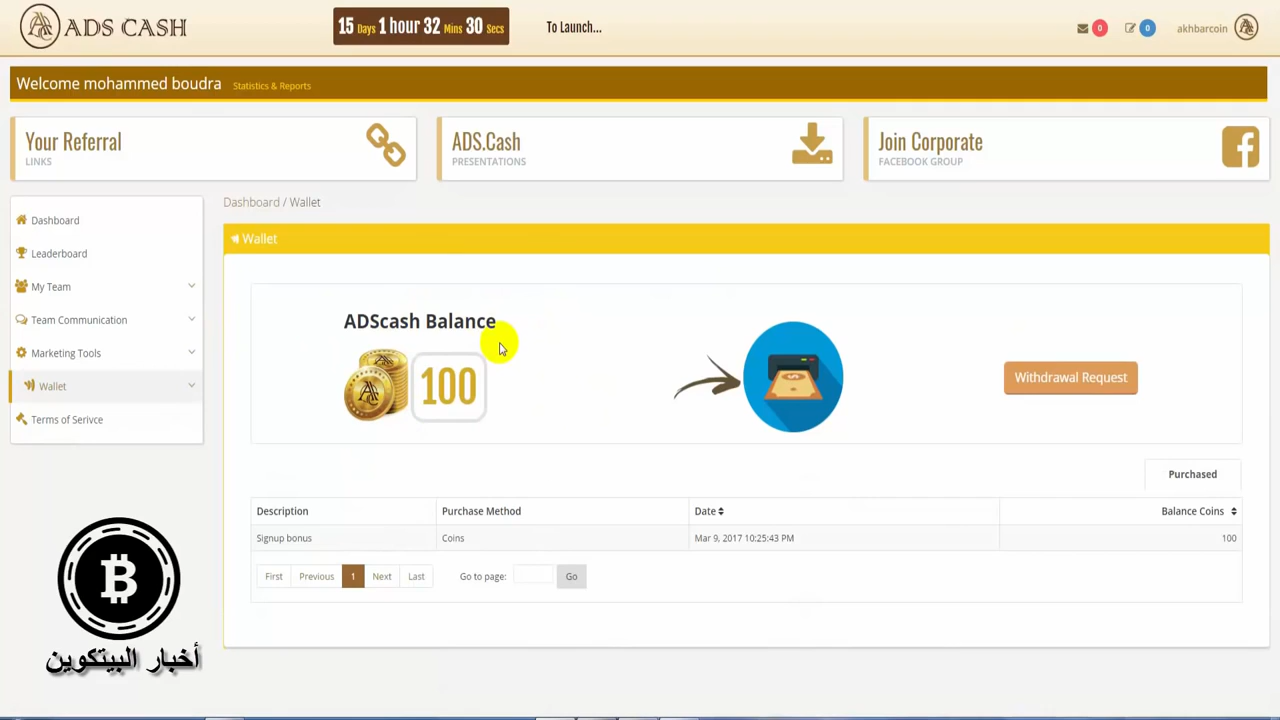 ADS CASH
15 Days 1 hour 32 Mins 30 Secs
To Launch...
0
0
akhbarcoin
Welcome mohammed boudra Statistics & Reports
Your Referral
LINKS
ADS.Cash
PRESENTATIONS
Join Corporate
FACEBOOK GROUP
Dashboard
Leaderboard
My Team
Team Communication
Marketing Tools
Wallet
Terms of Serivce
Dashboard / Wallet
Wallet
ADScash Balance
100
Withdrawal Request
Purchased
Description Purchase Method Date Balance Coins
Signup bonus Coins Mar 9, 2017 10:25:43 PM 100
First Previous 1 Next Last Go to page: Go
أخبار البيتكوين